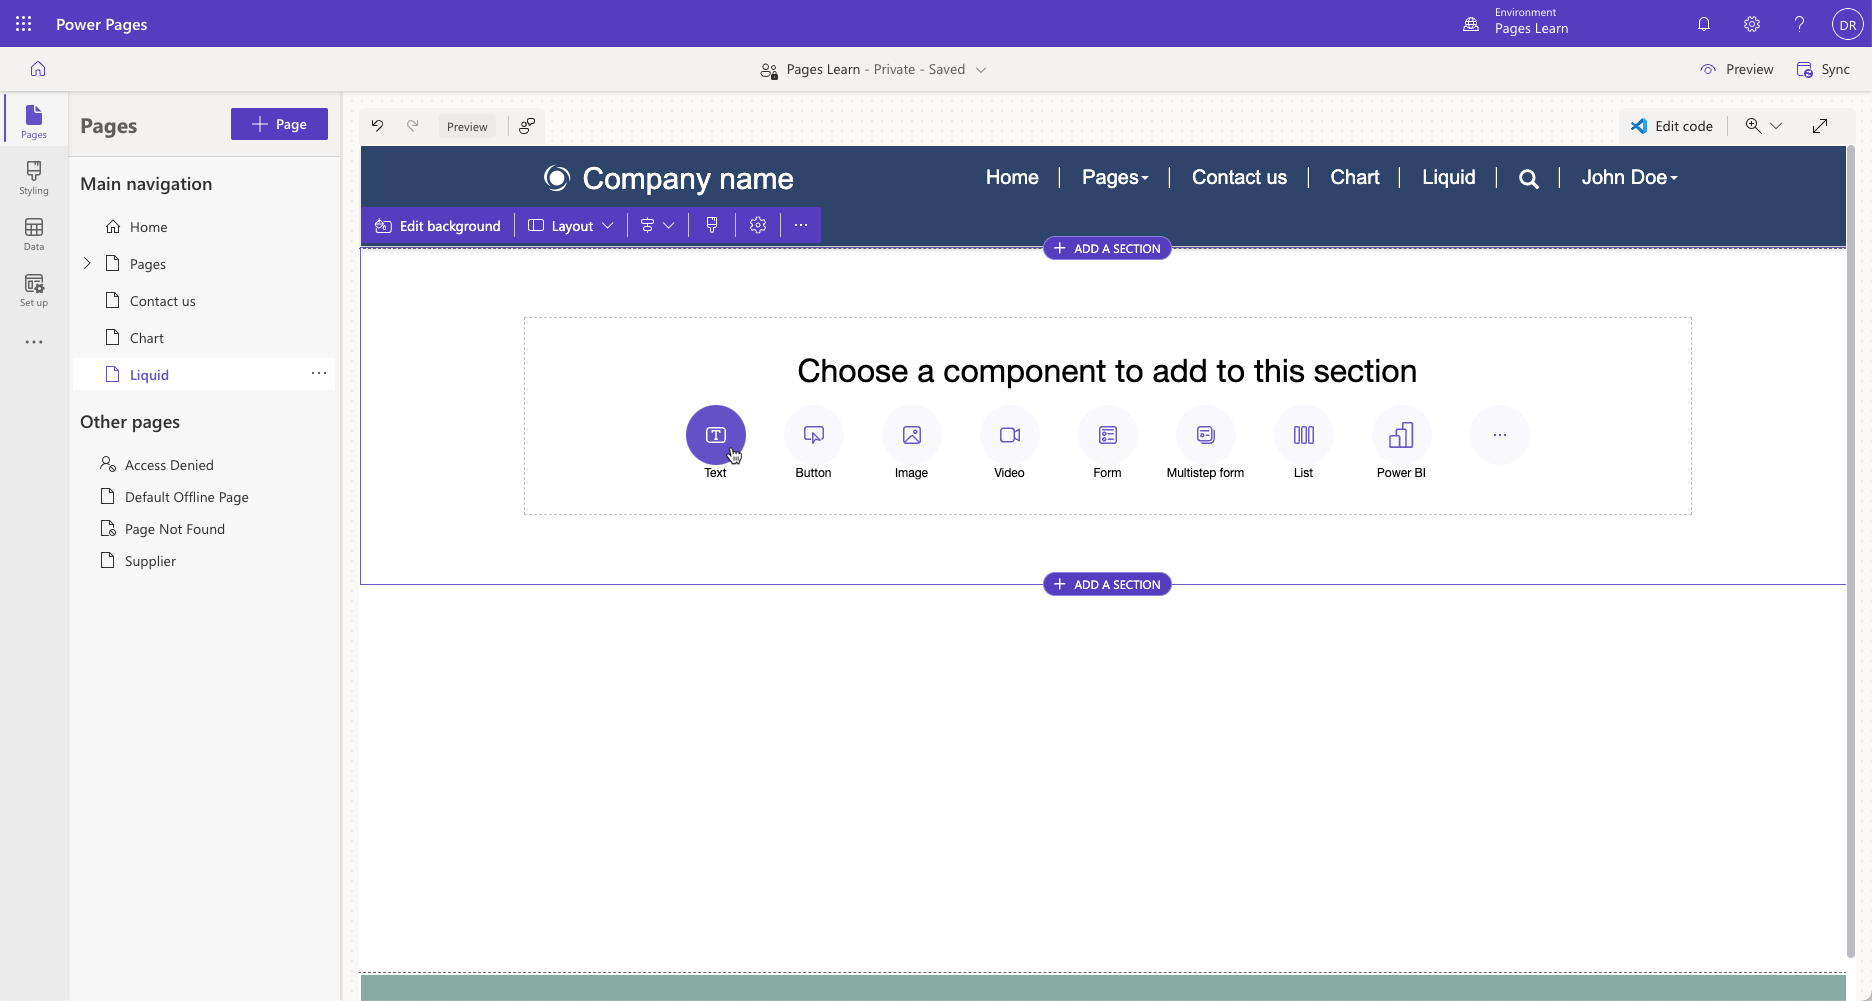 Power Pages
Environment
Pages Learn
?
DR
Pages Learn - Private - Saved
Preview
Sync
Pages
Styling
Data
Set up
Pages
Page
Main navigation
Home
Pages
Contact us
Chart
Liquid
Other pages
Access Denied
Default Offline Page
Page Not Found
Supplier
Preview
Edit code
Company name
Home
Pages
Contact us
Chart
Liquid
John Doe
Edit background
Layout
ADD A SECTION
Choose a component to add to this section
Text
Button
Image
Video
Form
Multistep form
List
Power BI
ADD A SECTION